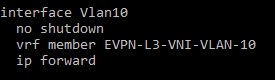 interface Vlan10
  no shutdown
  vrf member EVPN-L3-VNI-VLAN-10
  ip forward